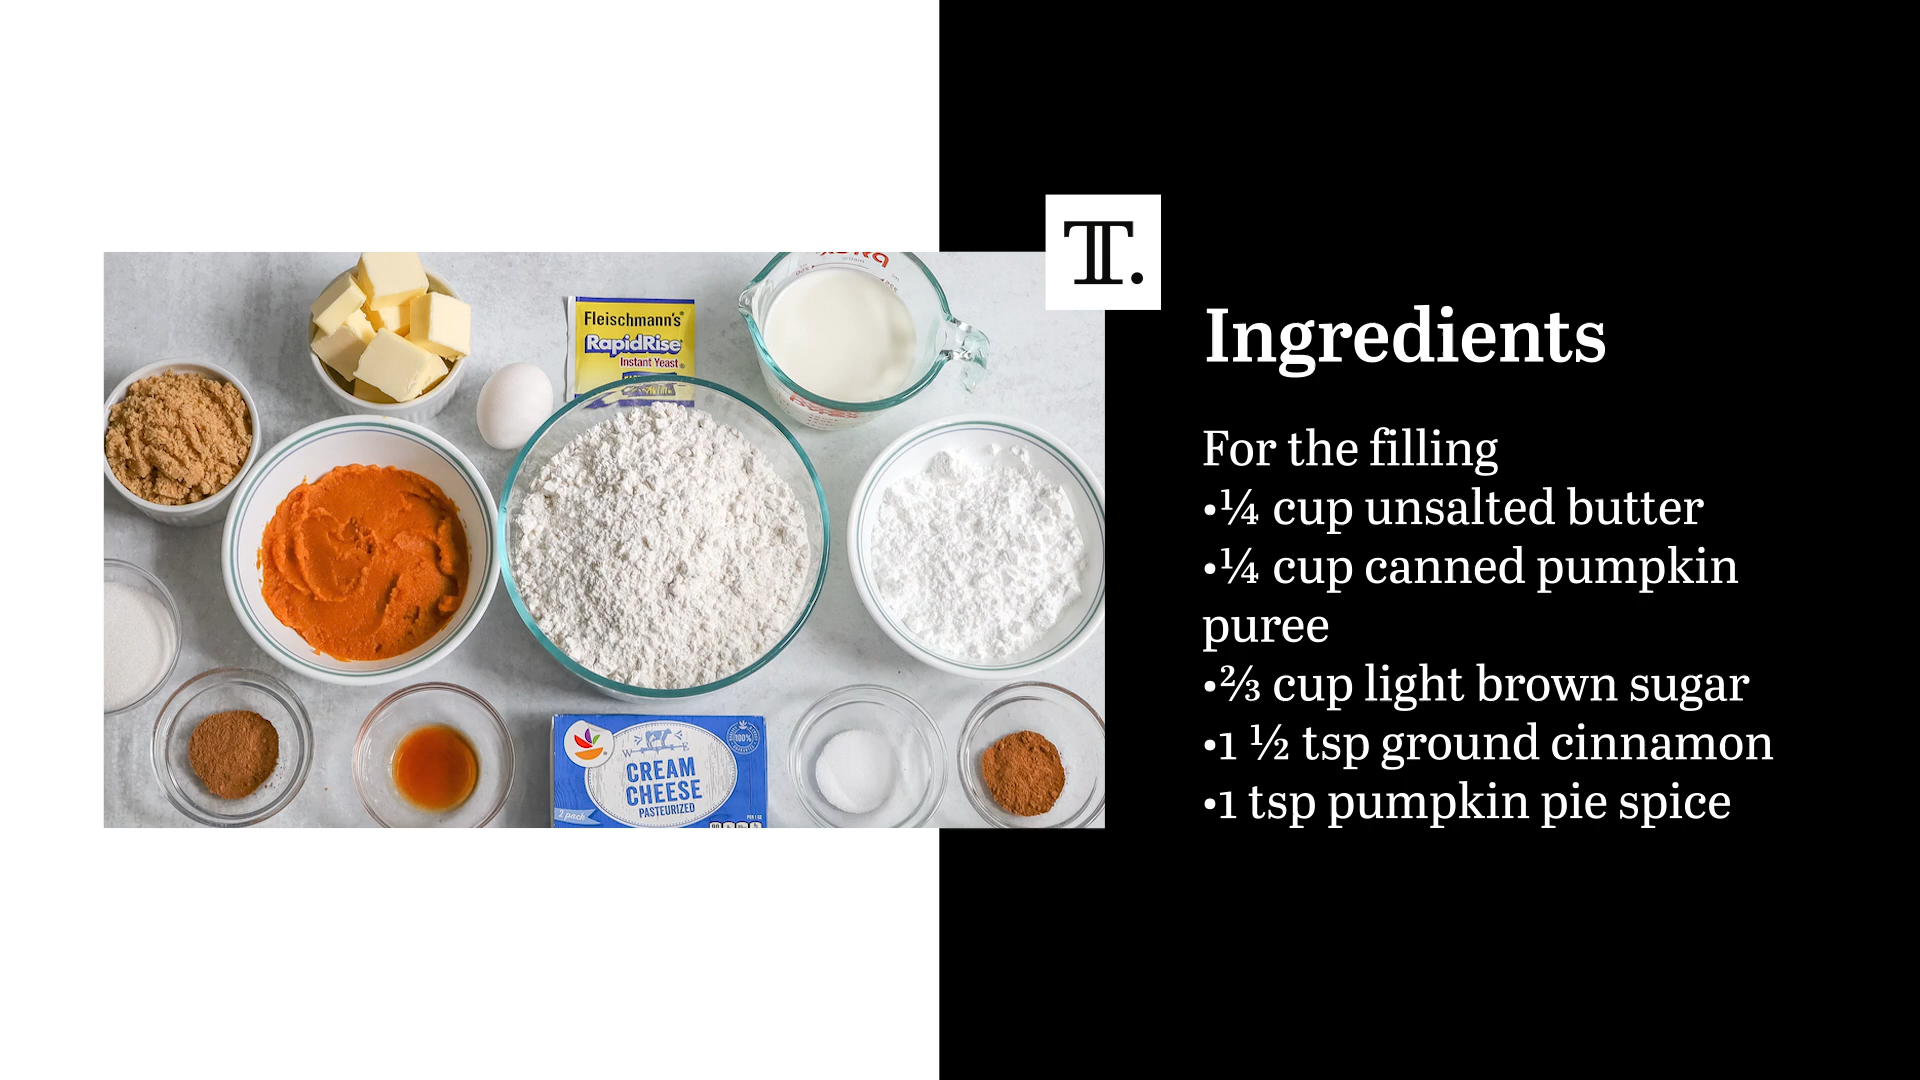 T.
Ingredients
For the filling
•¼ cup unsalted butter
•¼ cup canned pumpkin
puree
•⅔ cup light brown sugar
•1 ½ tsp ground cinnamon
•1 tsp pumpkin pie spice
Fleischmann's®
RapidRise
Instant Yeast®
W E
100%
CREAM
CHEESE
PASTEURIZED